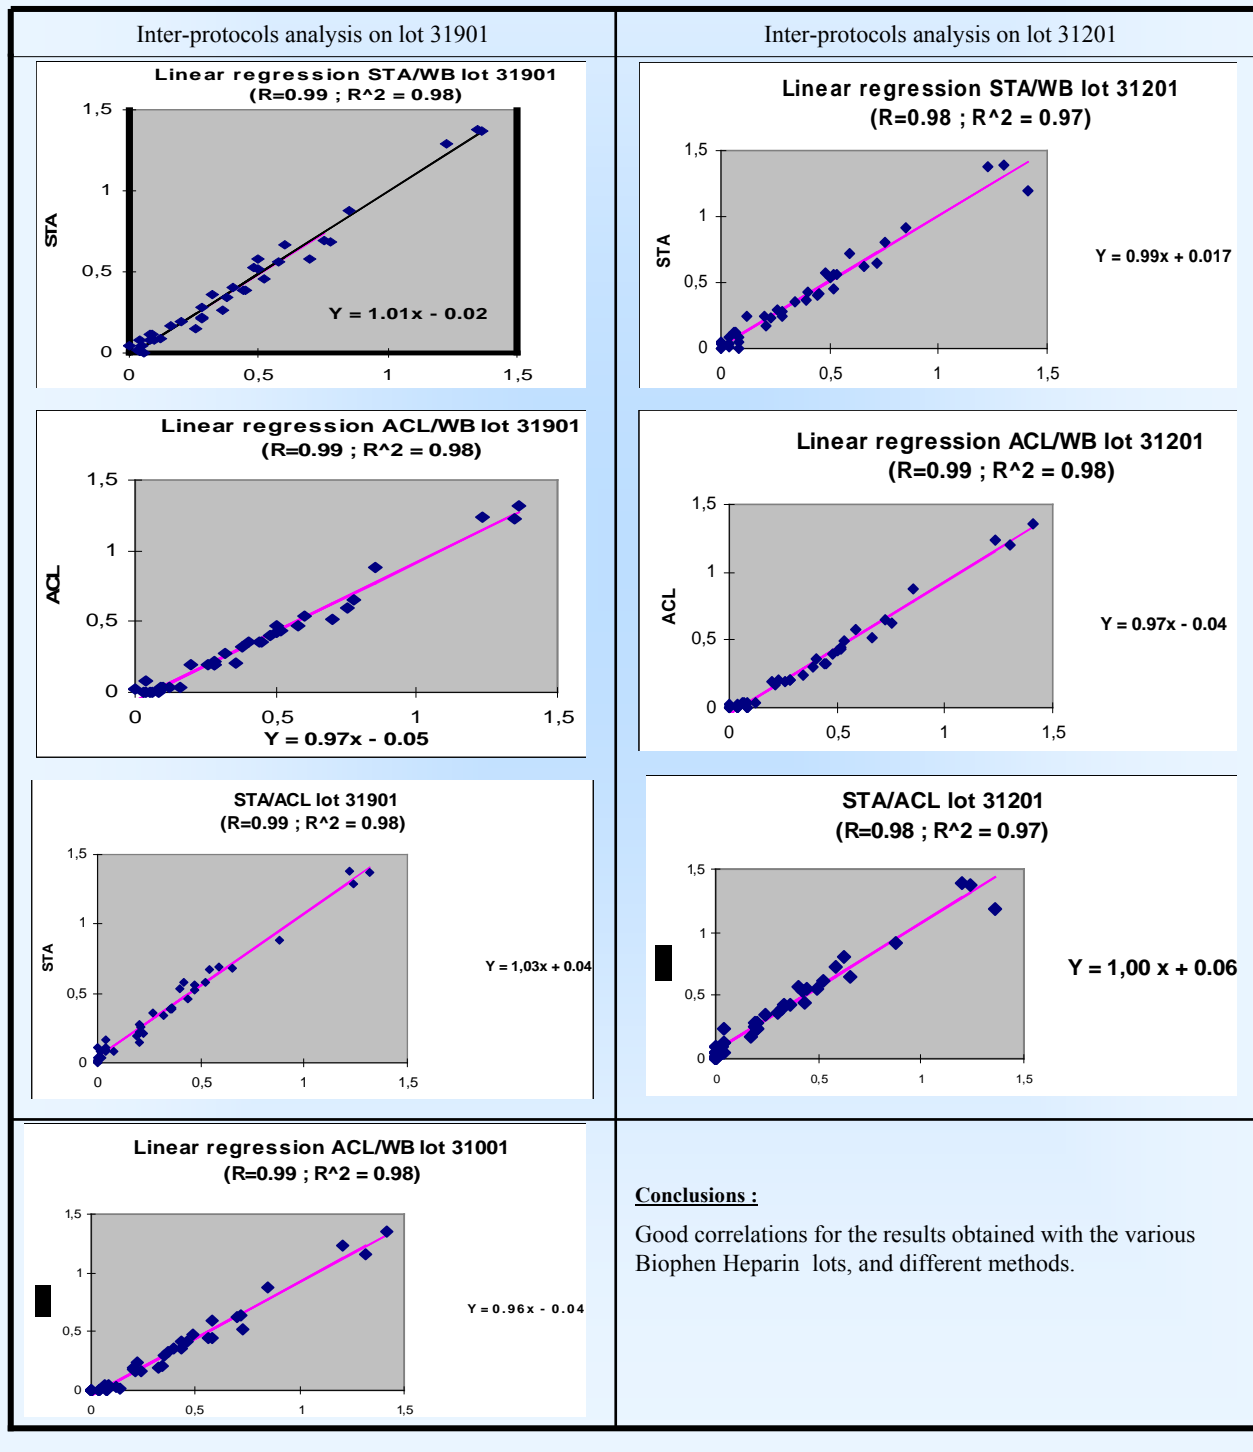 Inter-protocols analysis on lot 31901
Inter-protocols analysis on lot 31201
Linear regression STA/WB lot 31901
(R=0.99 ; R^2 = 0.98)
1,5
1
0,5
0
STA
Y = 1.01x - 0.02
0 0,5 1 1,5
Linear regression STA/WB lot 31201
(R=0.98 ; R^2 = 0.97)
1,5
1
0,5
0
STA
Y = 0.99x + 0.017
0 0,5 1 1,5
Linear regression ACL/WB lot 31901
(R=0.99 ; R^2 = 0.98)
1,5
1
0,5
0
ACL
0 0,5 1 1,5
Y = 0.97x - 0.05
Linear regression ACL/WB lot 31201
(R=0.99 ; R^2 = 0.98)
1,5
1
0,5
0
ACL
Y = 0.97x - 0.04
0 0,5 1 1,5
STA/ACL lot 31901
(R=0.99 ; R^2 = 0.98)
1,5
1
0,5
0
STA
Y = 1,03x + 0.04
0 0,5 1 1,5
STA/ACL lot 31201
(R=0.98 ; R^2 = 0.97)
1,5
1
0,5
0
Y = 1,00 x + 0.06
0 0,5 1 1,5
Linear regression ACL/WB lot 31001
(R=0.99 ; R^2 = 0.98)
1,5
1
0,5
0
Y = 0.96x - 0.04
0 0,5 1 1,5
Conclusions :
Good correlations for the results obtained with the various
Biophen Heparin lots, and different methods.